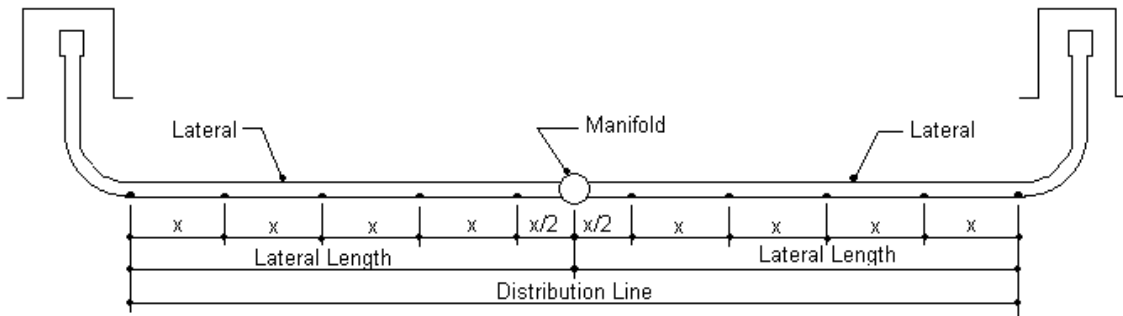 Lateral
Manifold
Lateral
x x x x x/2 x/2 x x x x
Lateral Length
Lateral Length
Distribution Line